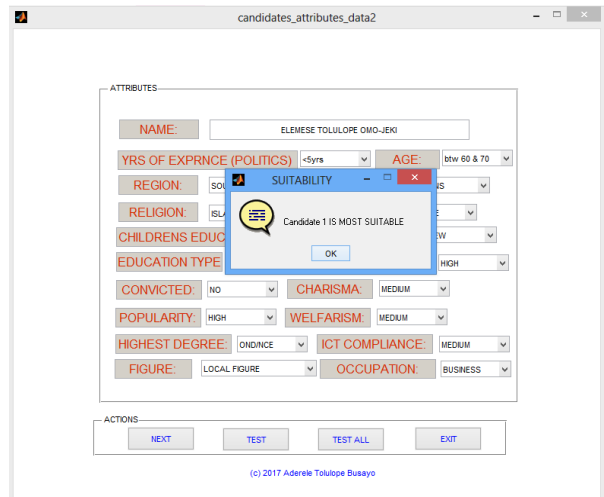 candidates_attributes_data2
ATTRIBUTES
NAME: ELEMESE TOLULOPE OMO-JEKI
YRS OF EXPRNCE (POLITICS) <5yrs AGE: btw 60 & 70
REGION:
SUITABILITY
RELIGION:
Candidate 1 IS MOST SUITABLE
OK
CHILDRENS EDUC
EDUCATION TYPE HIGH
CONVICTED: NO CHARISMA: MEDIUM
POPULARITY: HIGH WELFARISM: MEDIUM
HIGHEST DEGREE: OND/NCE ICT COMPLIANCE: MEDIUM
FIGURE: LOCAL FIGURE OCCUPATION: BUSINESS
ACTIONS
NEXT TEST TEST ALL EXIT
(c) 2017 Aderele Tolulope Busayo